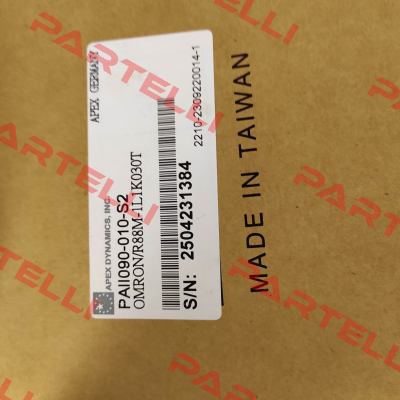 APEX DYNAMICS, INC.
APEX GERMANY
PAII090-010-S2
OMRON/R88M-1L1K030T
S/N: 2504231384
2210-2309220014-1
MADE IN TAIWAN
PARTELLI
PARTELLI
PARTELLI
PARTELLI